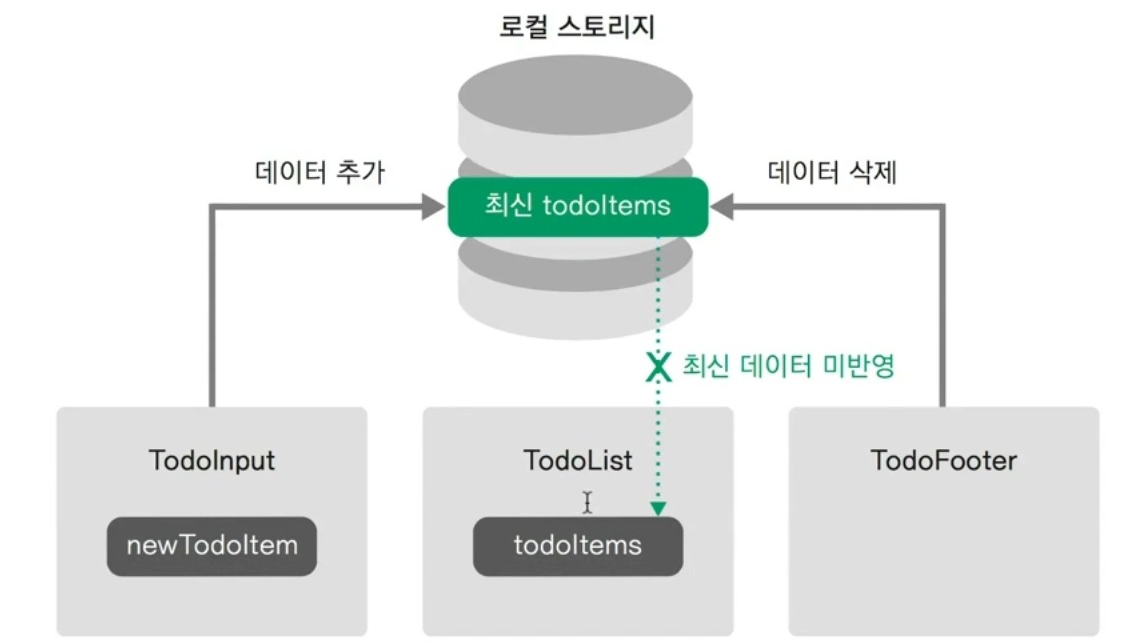 로컬 스토리지
데이터 추가
데이터 삭제
최신 todoItems
X 최신 데이터 미반영
TodoInput
TodoList
TodoFooter
newTodoItem
todoItems